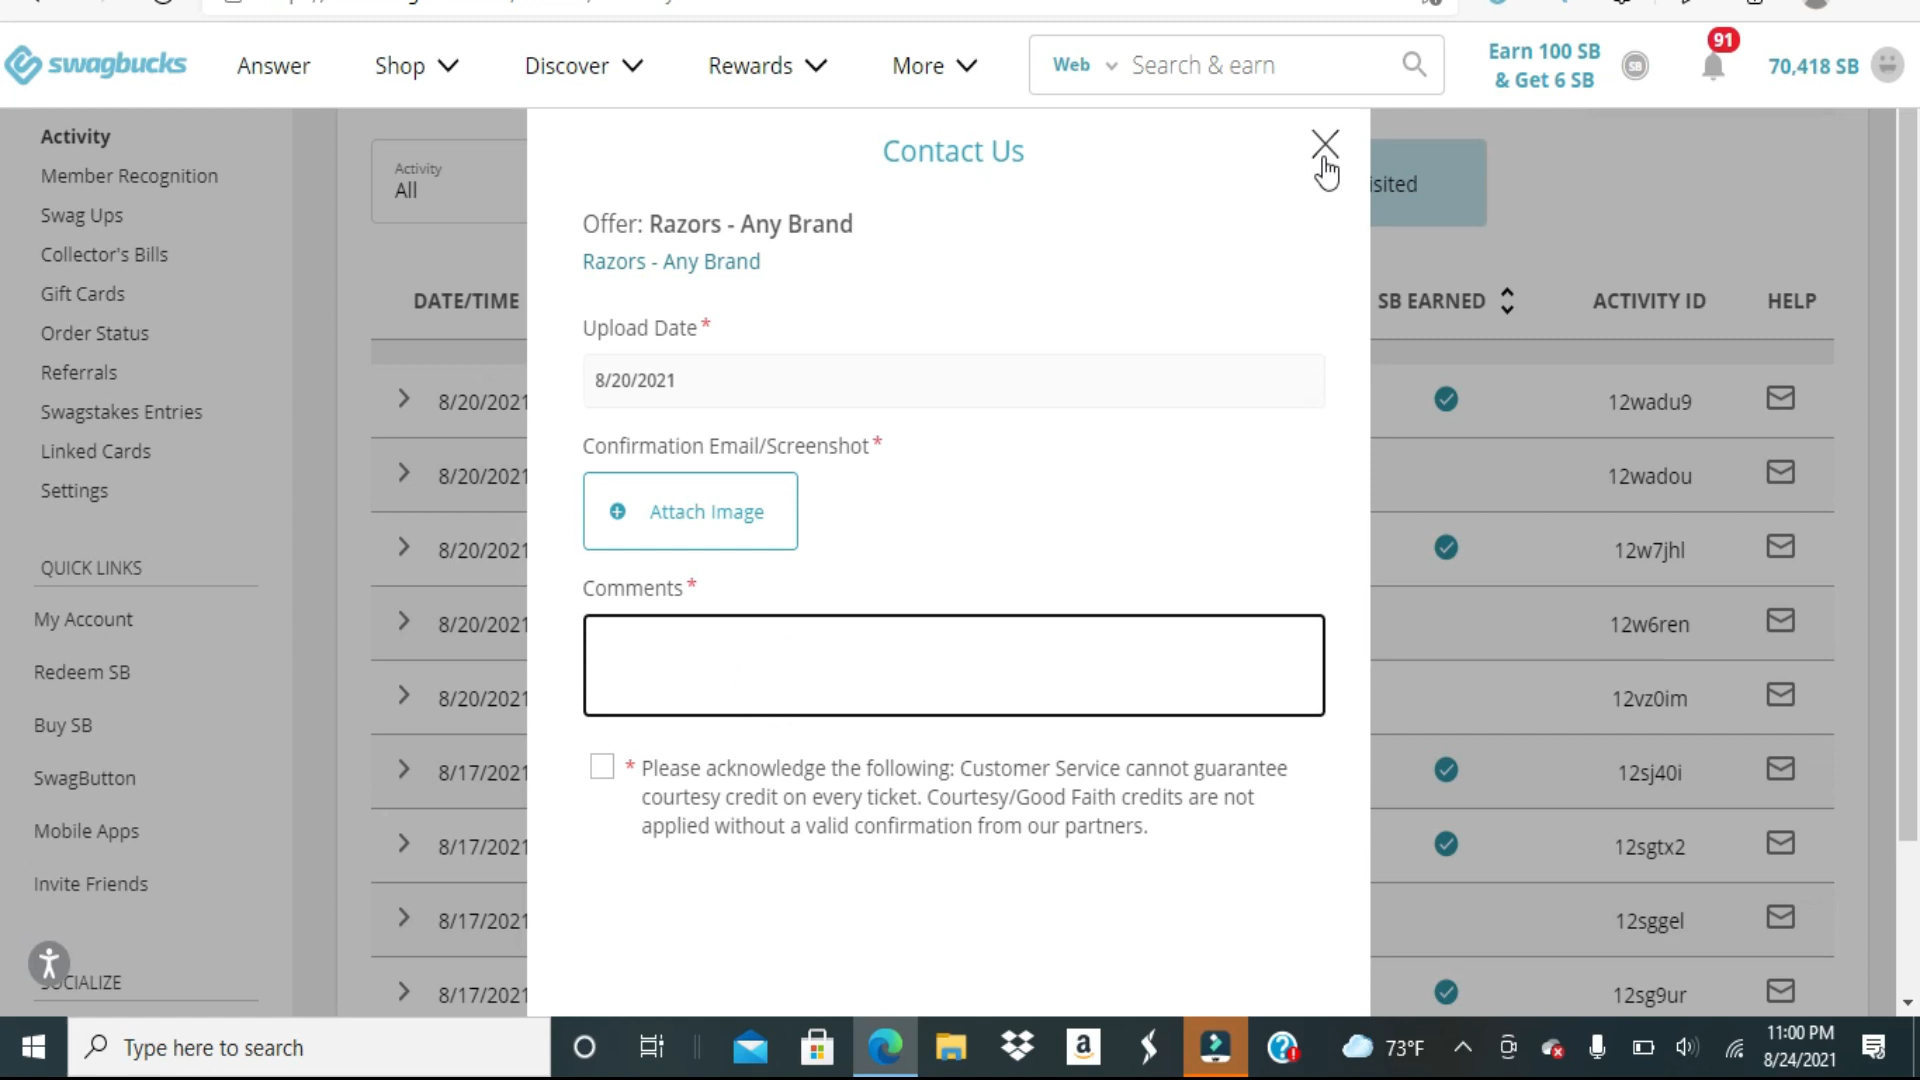 swagbucks
Answer
Shop
Discover
Rewards
More
Web
Search & earn
Earn 100 SB
& Get 6 SB
SB
91
70,418 SB
Activity
Member Recognition
Swag Ups
Collector's Bills
Gift Cards
Order Status
Referrals
Swagstakes Entries
Linked Cards
Settings
QUICK LINKS
My Account
Redeem SB
Buy SB
SwagButton
Mobile Apps
Invite Friends
SOCIALIZE
Activity
All
isited
DATE/TIME
SB EARNED
ACTIVITY ID
HELP
8/20/2021
12wadu9
8/20/2021
12wadou
8/20/2021
12w7jhl
8/20/2021
12w6ren
8/20/2021
12vz0im
8/17/2021
12sj40i
8/17/2021
12sgtx2
8/17/2021
12sggel
8/17/2021
12sg9ur
Contact Us
Offer: Razors - Any Brand
Razors - Any Brand
Upload Date*
8/20/2021
Confirmation Email/Screenshot*
Attach Image
Comments*
* Please acknowledge the following: Customer Service cannot guarantee
courtesy credit on every ticket. Courtesy/Good Faith credits are not
applied without a valid confirmation from our partners.
Type here to search
73°F
11:00 PM
8/24/2021